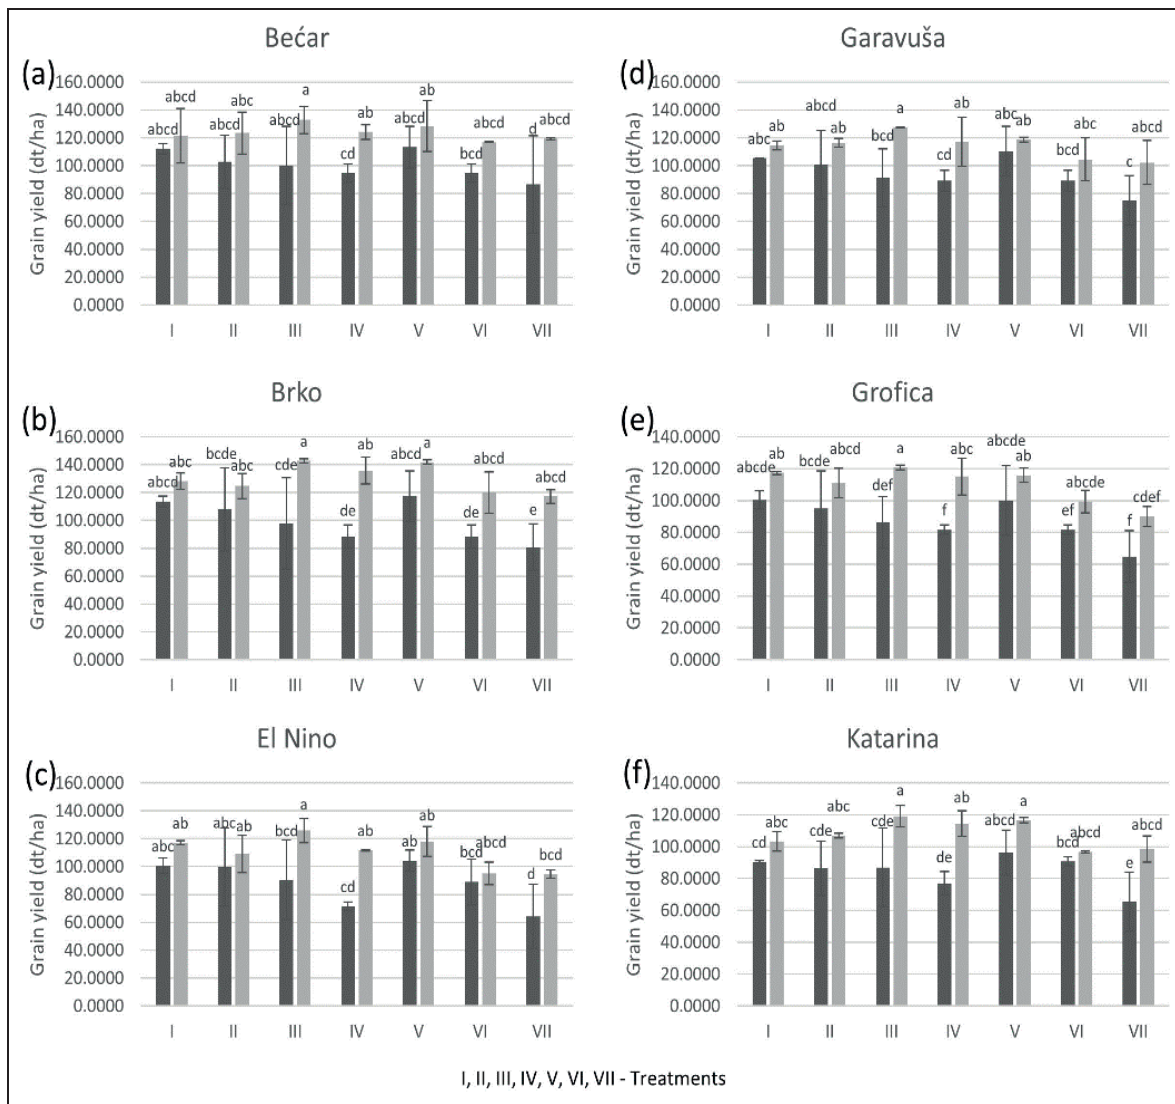 Bećar
(a)
Grain yield (dt/ha)
160.0000
140.0000
120.0000
100.0000
80.0000
60.0000
40.0000
20.0000
0.0000
abcd abcd abcd abc abcd a cd ab abcd ab bcd abcd d abcd
I II III IV V VI VII
Garavuša
(d)
Grain yield (dt/ha)
160.0000
140.0000
120.0000
100.0000
80.0000
60.0000
40.0000
20.0000
0.0000
abc ab abcd ab bcd a cd ab abc ab bcd abcd c abcd
I II III IV V VI VII
Brko
(b)
Grain yield (dt/ha)
160.0000
140.0000
120.0000
100.0000
80.0000
60.0000
40.0000
20.0000
0.0000
abcd abc bcde abc cde a de ab abcd a de abcd e abcd
I II III IV V VI VII
Grofica
(e)
Grain yield (dt/ha)
140.0000
120.0000
100.0000
80.0000
60.0000
40.0000
20.0000
0.0000
abcde ab bcde abcd def a f abc abcde ab ef abcde f cdef
I II III IV V VI VII
El Nino
(c)
Grain yield (dt/ha)
160.0000
140.0000
120.0000
100.0000
80.0000
60.0000
40.0000
20.0000
0.0000
abc ab abc ab bcd a cd ab ab ab bcd abcd d bcd
I II III IV V VI VII
Katarina
(f)
Grain yield (dt/ha)
140.0000
120.0000
100.0000
80.0000
60.0000
40.0000
20.0000
0.0000
cd abc cde abc cde a de ab abcd a bcd abcd e abcd
I II III IV V VI VII
I, II, III, IV, V, VI, VII - Treatments